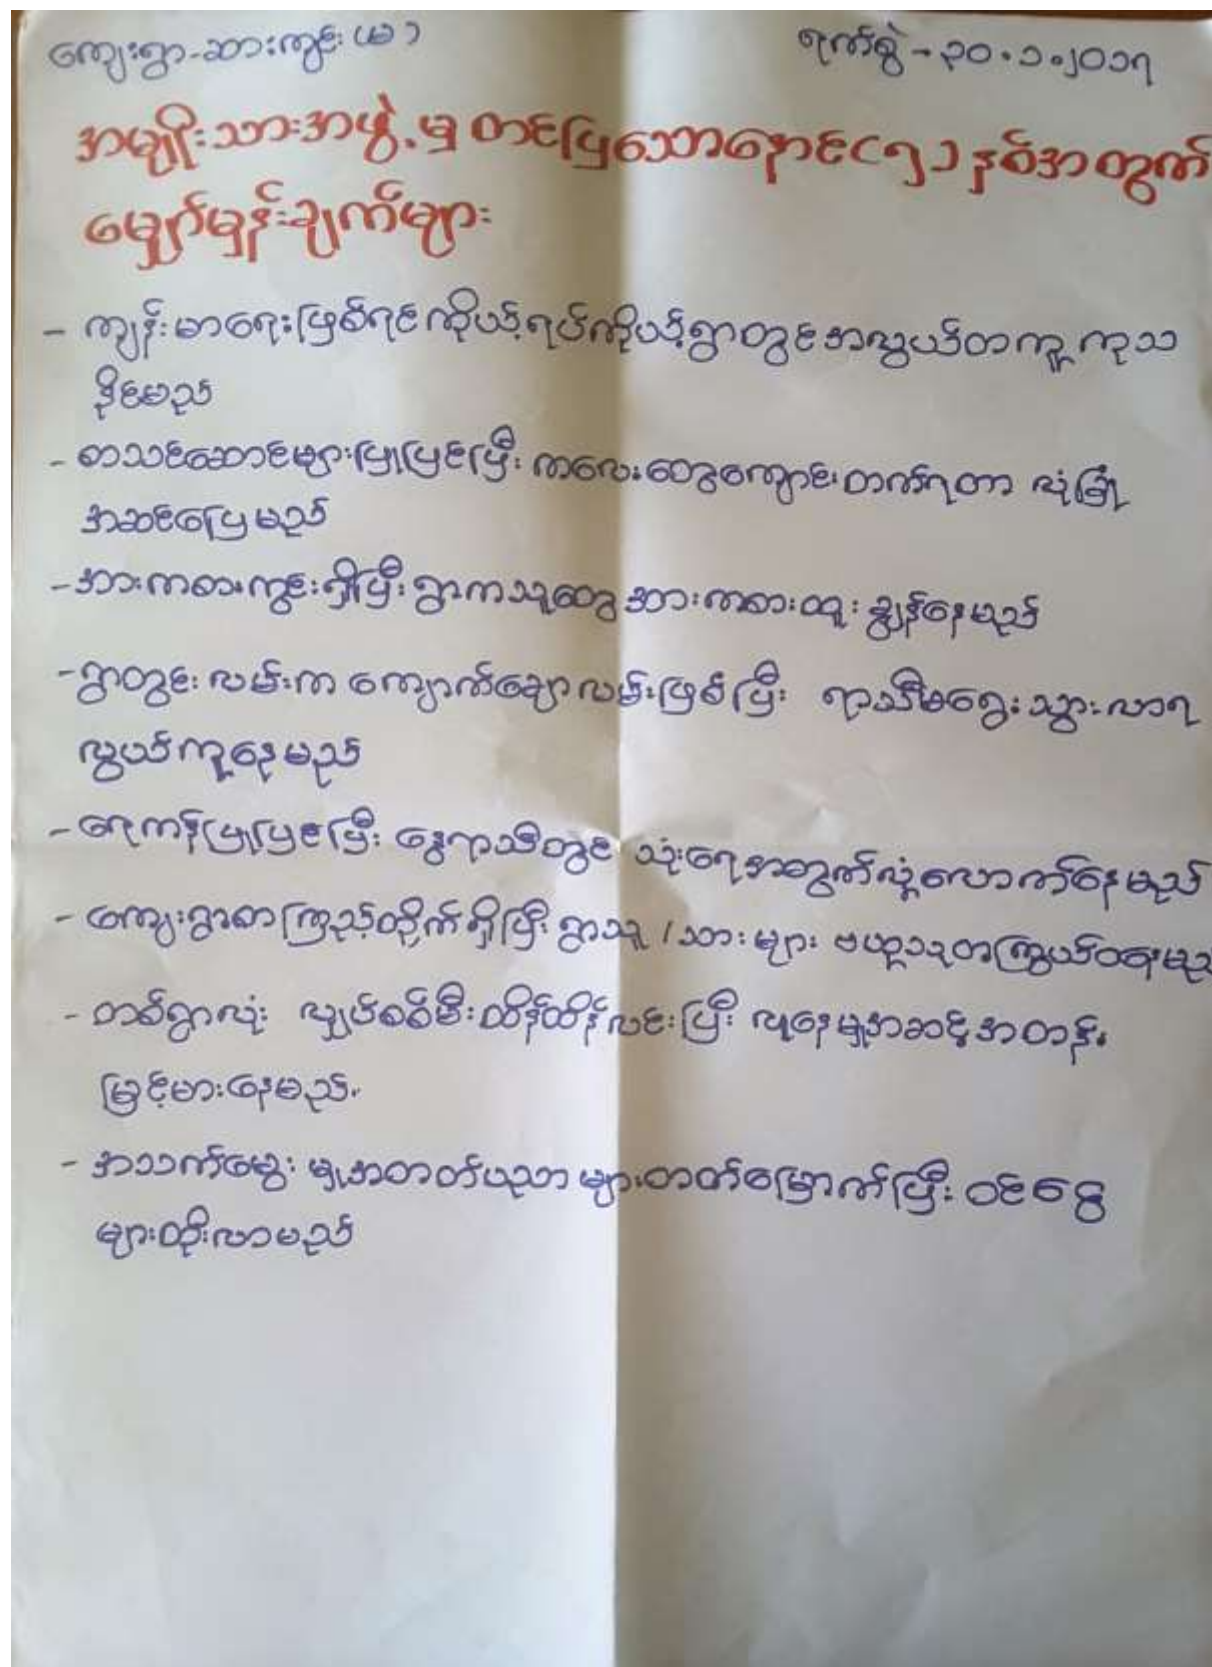 ကျေးရွာ-ဆားကွင်း (မ)
ရက်စွဲ - ၃၀.၁.၂၀၁၇
အမျိုးသားအဖွဲ့မှ တင်ပြသောနောင်(၅)နှစ်အတွက်
မျှော်မှန်းချက်များ
- ကျန်းမာရေးဖြစ်ရင် ကိုယ့်ရပ်ကိုယ့်ရွာတွင် အလွယ်တကူ ကုသ
နိုင်မည်
- စာသင်ဆောင်များပြုပြင်ပြီး ကလေးတွေကျောင်းတက်ရတာ လုံခြုံ
အဆင်ပြေမည်
- အားကစားကွင်းရှိပြီး ရွာကသူတွေ အားကစားထူးချွန်နေမည်
- ရွာတွင်းလမ်းက ကျောက်ချောလမ်းဖြစ်ပြီး ရာသီမရွေးသွားလာရ
လွယ်ကူနေမည်
- ရေကန်ပြုပြင်ပြီး နွေရာသီတွင် သုံးရေအတွက်လုံလောက်နေမည်
- ကျေးရွာစာကြည့်တိုက်ရှိပြီး ရွာသူ/သားများ ဗဟုသုတကြွယ်ဝနေမည်
- တစ်ရွာလုံး လျှပ်စစ်မီးထိန်ထိန်လင်းပြီး လူနေမှုအဆင့်အတန်း
မြင့်မားနေမည်.
- အသက်မွေးမှုအတတ်ပညာများတတ်မြောက်ပြီး ဝင်ငွေ
များတိုးလာမည်